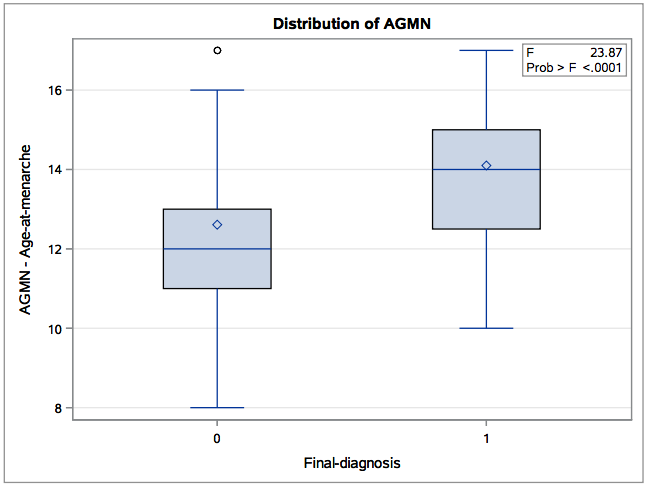 Distribution of AGMN
F 23.87
Prob > F <.0001
AGMN - Age-at-menarche
16
14
12
10
8
0 1
Final-diagnosis